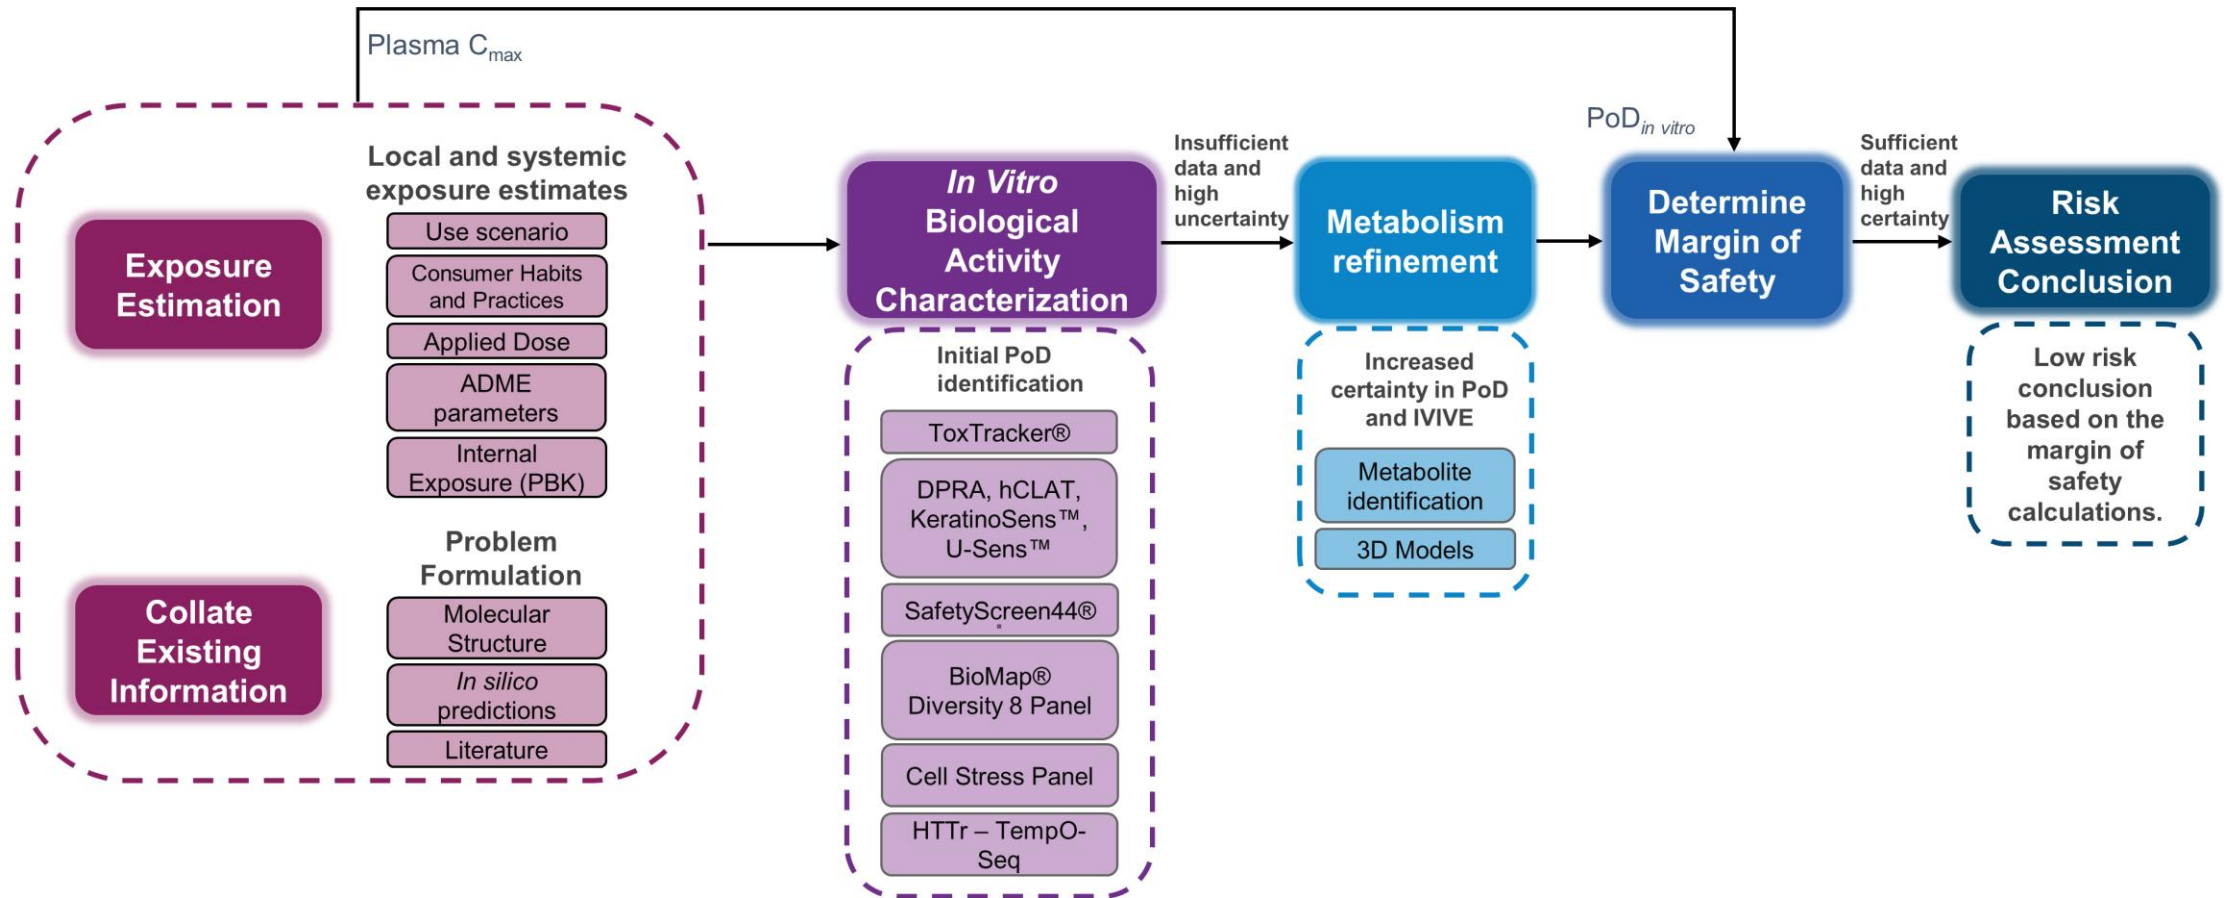 Plasma Cmax
Local and systemic
exposure estimates
Exposure
Estimation
Use scenario
Consumer Habits
and Practices
Applied Dose
ADME
parameters
Internal
Exposure (PBK)
Problem
Formulation
Collate
Existing
Information
Molecular
Structure
In silico
predictions
Literature
In Vitro
Biological
Activity
Characterization
Initial PoD
identification
ToxTracker®
DPRA, hCLAT,
KeratinoSens™,
U-Sens™
SafetyScreen44®
BioMap®
Diversity 8 Panel
Cell Stress Panel
HTTr – TempO-
Seq
Insufficient
data and
high
uncertainty
Metabolism
refinement
Increased
certainty in PoD
and IVIVE
Metabolite
identification
3D Models
PoDin vitro
Determine
Margin of
Safety
Sufficient
data and
high
certainty
Risk
Assessment
Conclusion
Low risk
conclusion
based on the
margin of
safety
calculations.